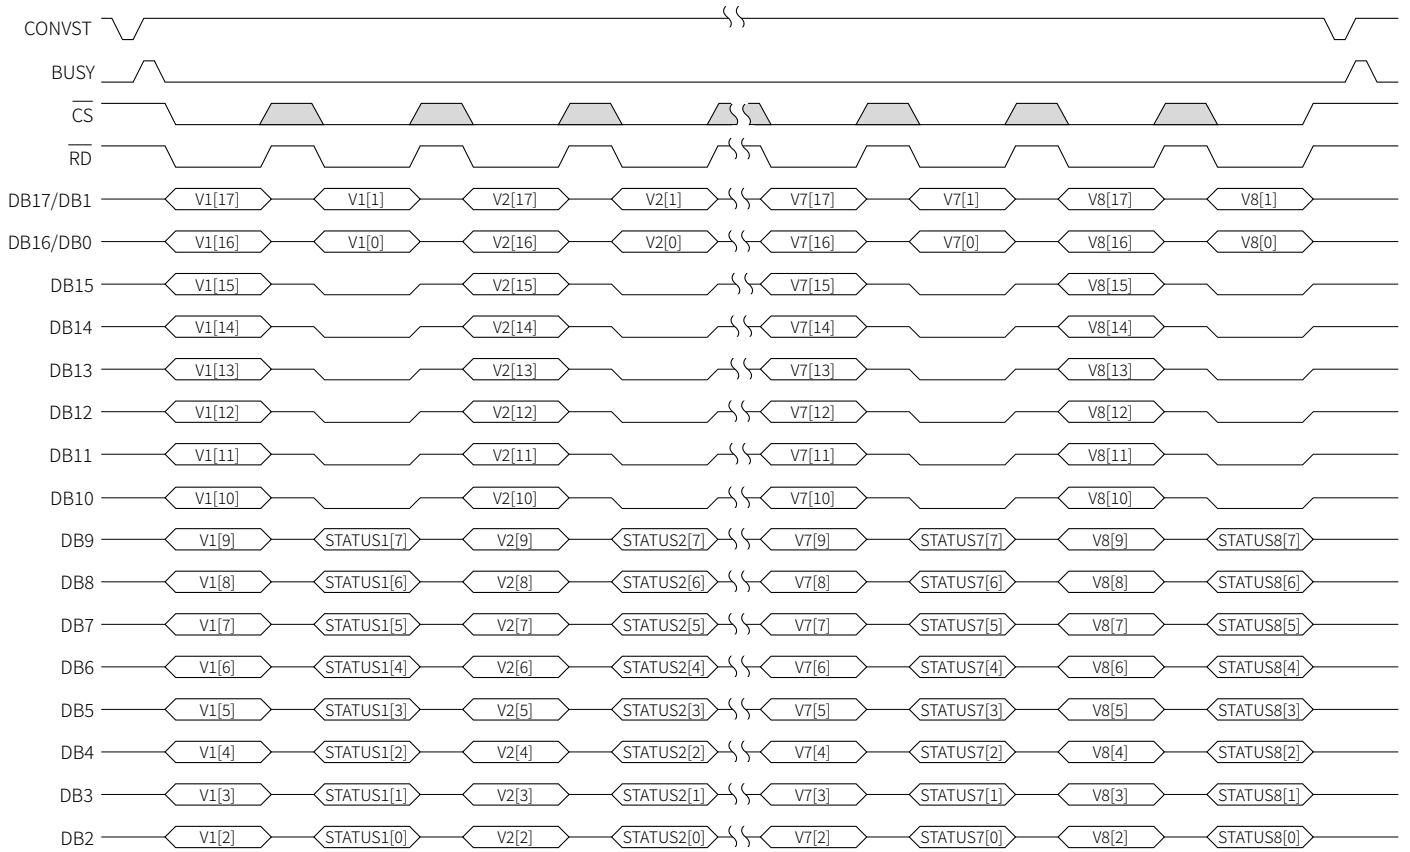 CONVST
BUSY
CS
RD
DB17/DB1 V1[17] V1[1] V2[17] V2[1] V7[17] V7[1] V8[17] V8[1]
DB16/DB0 V1[16] V1[0] V2[16] V2[0] V7[16] V7[0] V8[16] V8[0]
DB15 V1[15] V2[15] V7[15] V8[15]
DB14 V1[14] V2[14] V7[14] V8[14]
DB13 V1[13] V2[13] V7[13] V8[13]
DB12 V1[12] V2[12] V7[12] V8[12]
DB11 V1[11] V2[11] V7[11] V8[11]
DB10 V1[10] V2[10] V7[10] V8[10]
DB9 V1[9] STATUS1[7] V2[9] STATUS2[7] V7[9] STATUS7[7] V8[9] STATUS8[7]
DB8 V1[8] STATUS1[6] V2[8] STATUS2[6] V7[8] STATUS7[6] V8[8] STATUS8[6]
DB7 V1[7] STATUS1[5] V2[7] STATUS2[5] V7[7] STATUS7[5] V8[7] STATUS8[5]
DB6 V1[6] STATUS1[4] V2[6] STATUS2[4] V7[6] STATUS7[4] V8[6] STATUS8[4]
DB5 V1[5] STATUS1[3] V2[5] STATUS2[3] V7[5] STATUS7[3] V8[5] STATUS8[3]
DB4 V1[4] STATUS1[2] V2[4] STATUS2[2] V7[4] STATUS7[2] V8[4] STATUS8[2]
DB3 V1[3] STATUS1[1] V2[3] STATUS2[1] V7[3] STATUS7[1] V8[3] STATUS8[1]
DB2 V1[2] STATUS1[0] V2[2] STATUS2[0] V7[2] STATUS7[0] V8[2] STATUS8[0]